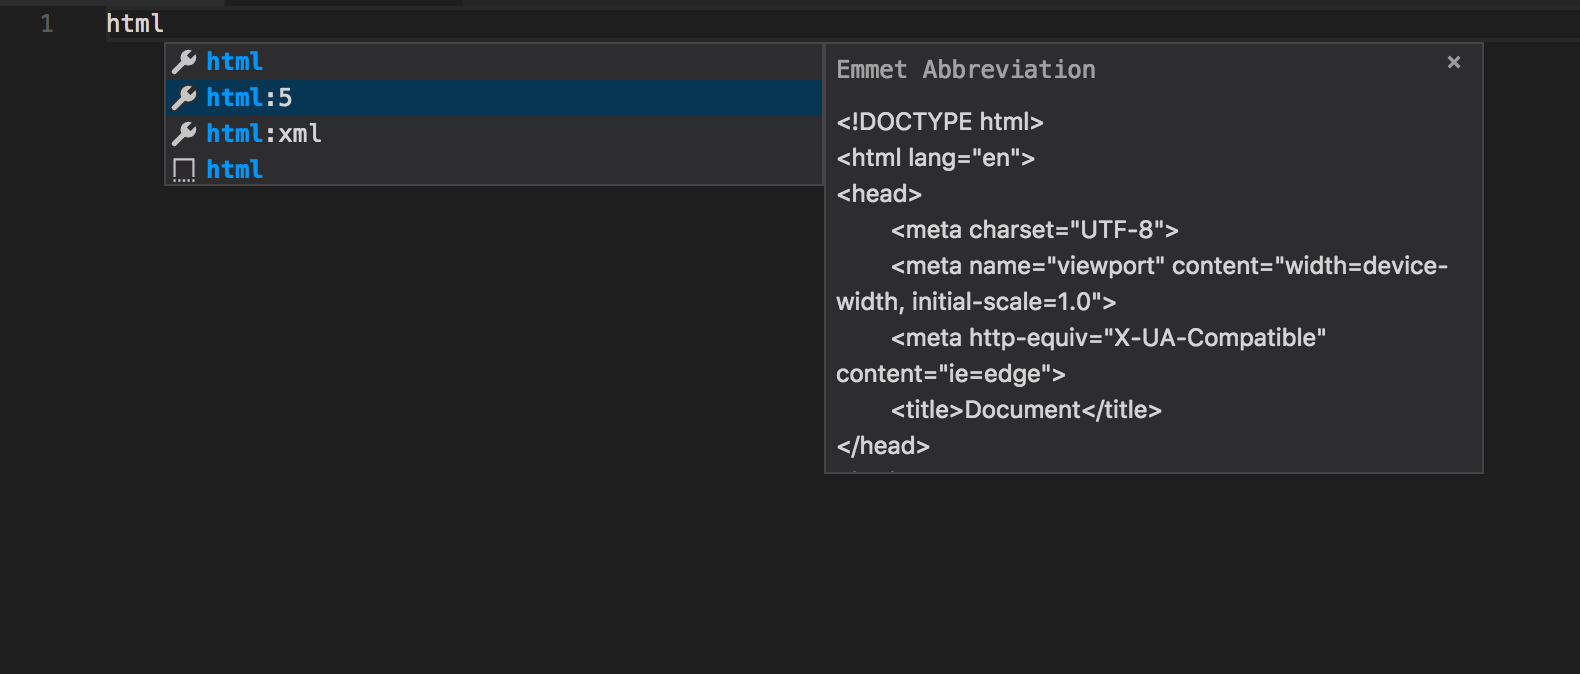 1 html
html
html:5
html:xml
html
Emmet Abbreviation ×
<!DOCTYPE html>
<html lang="en">
<head>
<meta charset="UTF-8">
<meta name="viewport" content="width=device-
width, initial-scale=1.0">
<meta http-equiv="X-UA-Compatible"
content="ie=edge">
<title>Document</title>
</head>